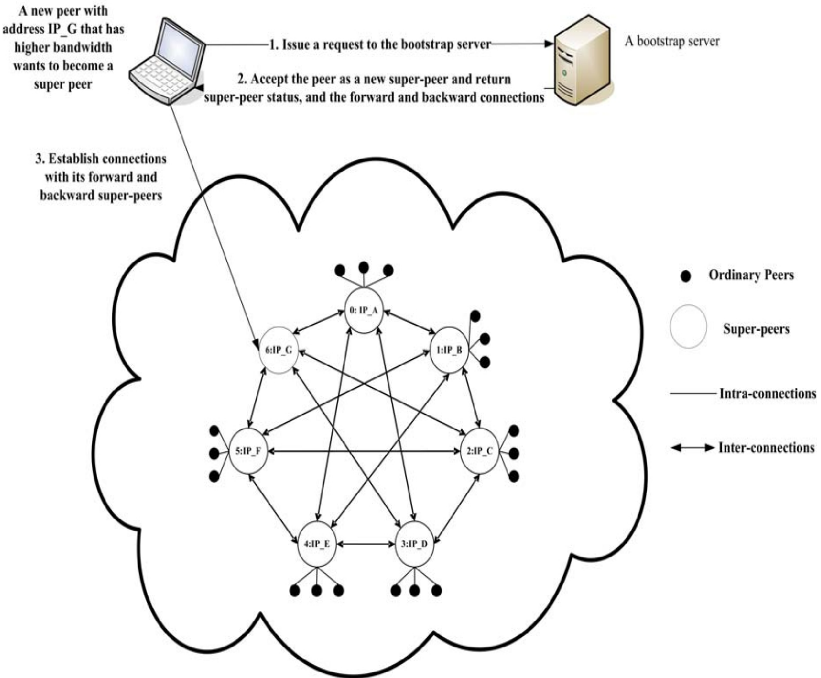 A new peer with
address IP_G that has
higher bandwidth
wants to become a
super peer
1. Issue a request to the bootstrap server
A bootstrap server
2. Accept the peer as a new super-peer and return
super-peer status, and the forward and backward connections
3. Establish connections
with its forward and
backward super-peers
0: IP_A
6:IP_G
1:IP_B
5:IP_F
2:IP_C
4:IP_E
3:IP_D
Ordinary Peers
Super-peers
Intra-connections
Inter-connections